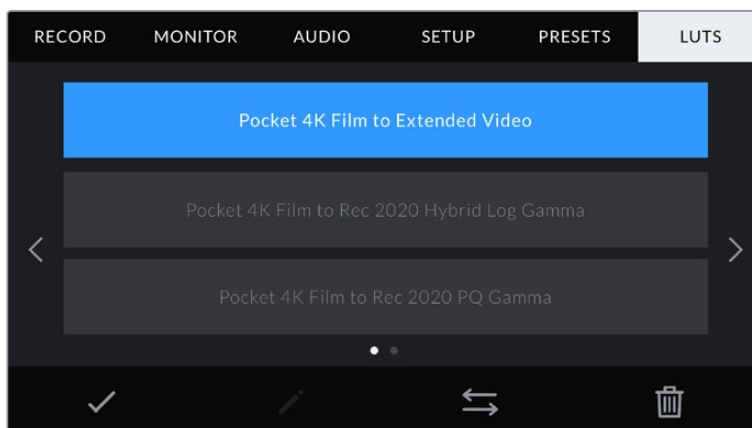 RECORD MONITOR AUDIO SETUP PRESETS LUTS
Pocket 4K Film to Extended Video
Pocket 4K Film to Rec 2020 Hybrid Log Gamma
Pocket 4K Film to Rec 2020 PQ Gamma